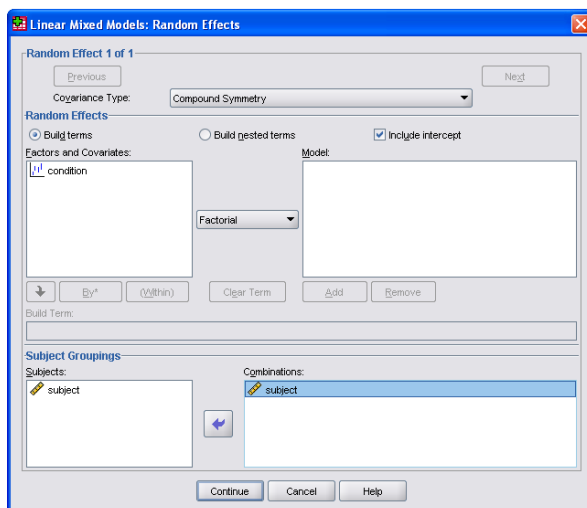 Linear Mixed Models: Random Effects
Random Effect 1 of 1
Previous
Next
Covariance Type:
Compound Symmetry
Random Effects
Build terms
Build nested terms
Include intercept
Factors and Covariates:
Model:
condition
Factorial
By*
(Within)
Clear Term
Add
Remove
Build Term:
Subject Groupings
Subjects:
Combinations:
subject
subject
Continue
Cancel
Help